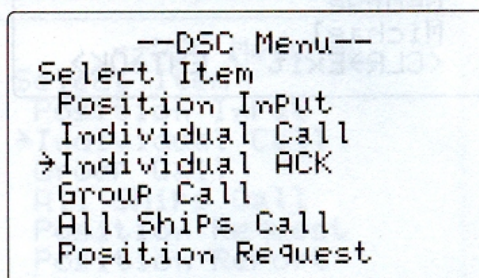 --DSC Menu--
Select Item
Position Input
Individual Call
→Individual ACK
Group Call
All Ships Call
Position Request